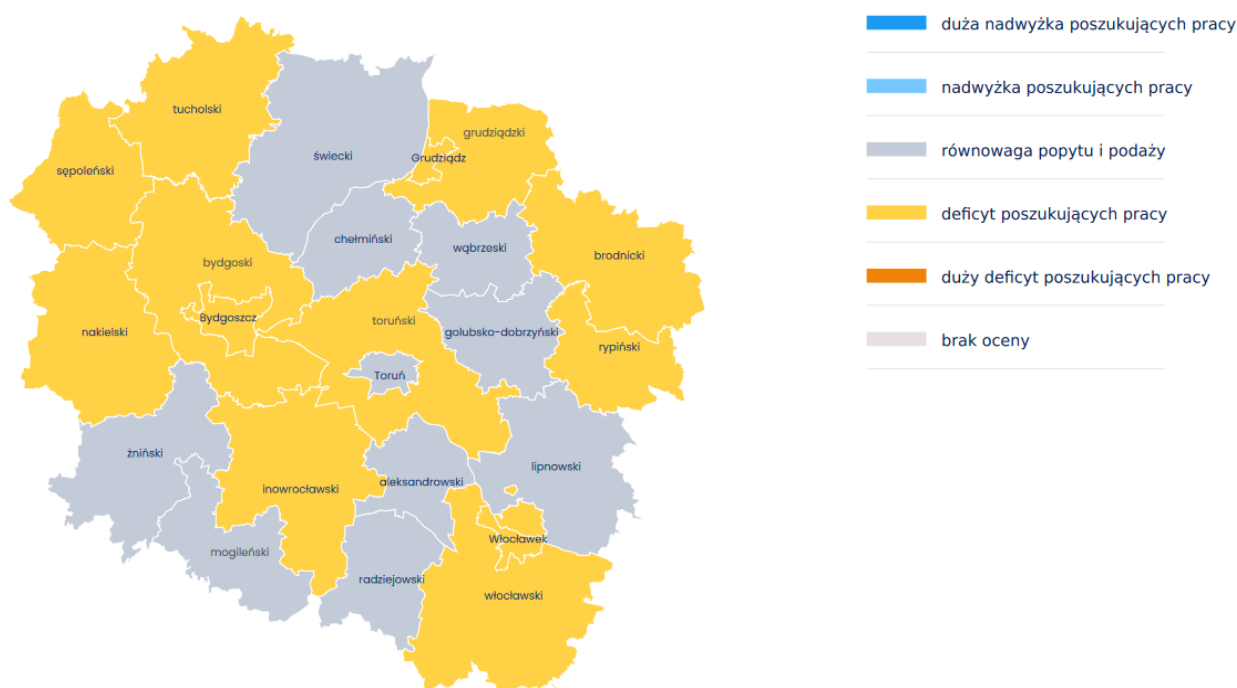 tucholski
świecki
grudziądzki
Grudziądz
sępoleński
chełmiński
wąbrzeski
brodnicki
bydgoski
Bydgoszcz
toruński
golubsko-dobrzyński
nakielski
rypiński
Toruń
żniński
lipnowski
inowrocławski
aleksandrowski
mogileński
Włocławek
radziejowski
włocławski
duża nadwyżka poszukujących pracy
nadwyżka poszukujących pracy
równowaga popytu i podaży
deficyt poszukujących pracy
duży deficyt poszukujących pracy
brak oceny